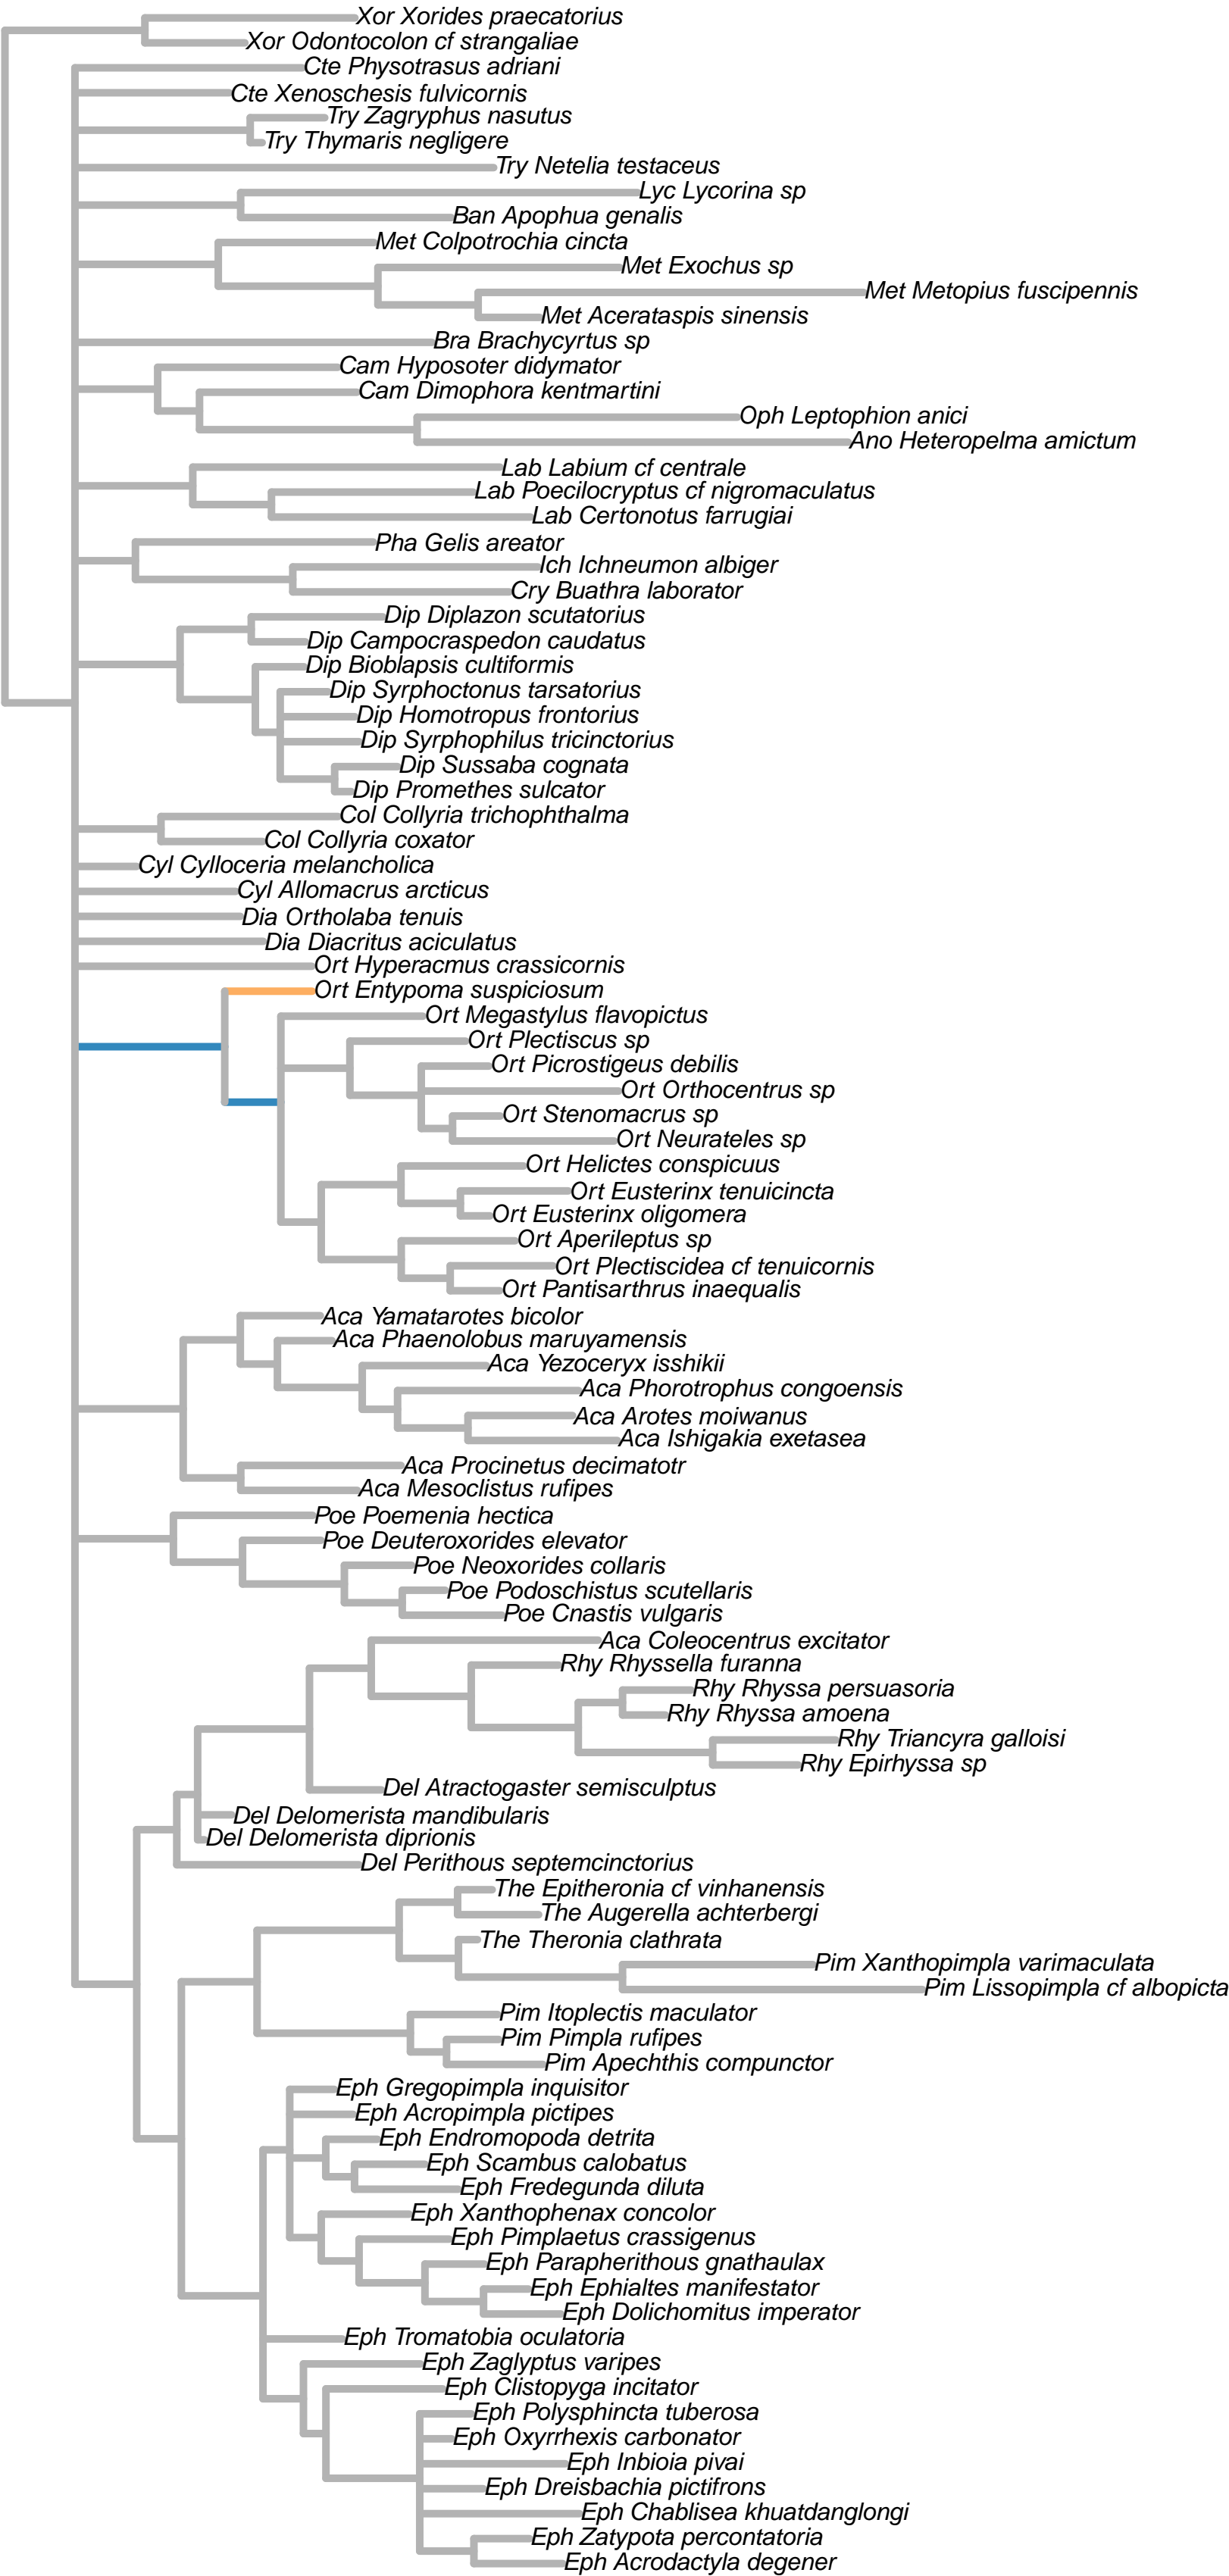 Xor Xorides praecatorius
Xor Odontocolon cf strangaliae
Cte Physotrasus adriani
Cte Xenoschesis fulvicornis
Try Zagryphus nasutus
Try Thymaris negligere
Try Netelia testaceus
Lyc Lycorina sp
Ban Apophua genalis
Met Colpotrochia cincta
Met Exochus sp
Met Metopius fuscipennis
Met Acerataspis sinensis
Bra Brachycyrtus sp
Cam Hyposoter didymator
Cam Dimophora kentmartini
Oph Leptophion anici
Ano Heteropelma amictum
Lab Labium cf centrale
Lab Poecilocryptus cf nigromaculatus
Lab Certonotus farrugiai
Pha Gelis areator
Ich Ichneumon albiger
Cry Buathra laborator
Dip Diplazon scutatorius
Dip Campocraspedon caudatus
Dip Bioblapsis cultiformis
Dip Syrphoctonus tarsatorius
Dip Homotropus frontorius
Dip Syrphophilus tricinctorius
Dip Sussaba cognata
Dip Promethes sulcator
Col Collyria trichophthalma
Col Collyria coxator
Cyl Cylloceria melancholica
Cyl Allomacrus arcticus
Dia Ortholaba tenuis
Dia Diacritus aciculatus
Ort Hyperacmus crassicornis
Ort Entypoma suspiciosum
Ort Megastylus flavopictus
Ort Plectiscus sp
Ort Picrostigeus debilis
Ort Orthocentrus sp
Ort Stenomacrus sp
Ort Neurateles sp
Ort Helictes conspicuus
Ort Eusterinx tenuicincta
Ort Eusterinx oligomera
Ort Aperileptus sp
Ort Plectiscidea cf tenuicornis
Ort Pantisarthrus inaequalis
Aca Yamatarotes bicolor
Aca Phaenolobus maruyamensis
Aca Yezoceryx isshikii
Aca Phorotrophus congoensis
Aca Arotes moiwanus
Aca Ishigakia exetasea
Aca Procinetus decimatotr
Aca Mesoclistus rufipes
Poe Poemenia hectica
Poe Deuteroxorides elevator
Poe Neoxorides collaris
Poe Podoschistus scutellaris
Poe Cnastis vulgaris
Aca Coleocentrus excitator
Rhy Rhyssella furanna
Rhy Rhyssa persuasoria
Rhy Rhyssa amoena
Rhy Triancyra galloisi
Rhy Epirhyssa sp
Del Atractogaster semisculptus
Del Delomerista mandibularis
Del Delomerista diprionis
Del Perithous septemcinctorius
The Epitheronia cf vinhanensis
The Augerella achterbergi
The Theronia clathrata
Pim Xanthopimpla varimaculata
Pim Lissopimpla cf albopicta
Pim Itoplectis maculator
Pim Pimpla rufipes
Pim Apechthis compunctor
Eph Gregopimpla inquisitor
Eph Acropimpla pictipes
Eph Endromopoda detrita
Eph Scambus calobatus
Eph Fredegunda diluta
Eph Xanthophenax concolor
Eph Pimplaetus crassigenus
Eph Parapherithous gnathaulax
Eph Ephialtes manifestator
Eph Dolichomitus imperator
Eph Tromatobia oculatoria
Eph Zaglyptus varipes
Eph Clistopyga incitator
Eph Polysphincta tuberosa
Eph Oxyrrhexis carbonator
Eph Inbioia pivai
Eph Dreisbachia pictifrons
Eph Chablisea khuatdanglongi
Eph Zatypota percontatoria
Eph Acrodactyla degener